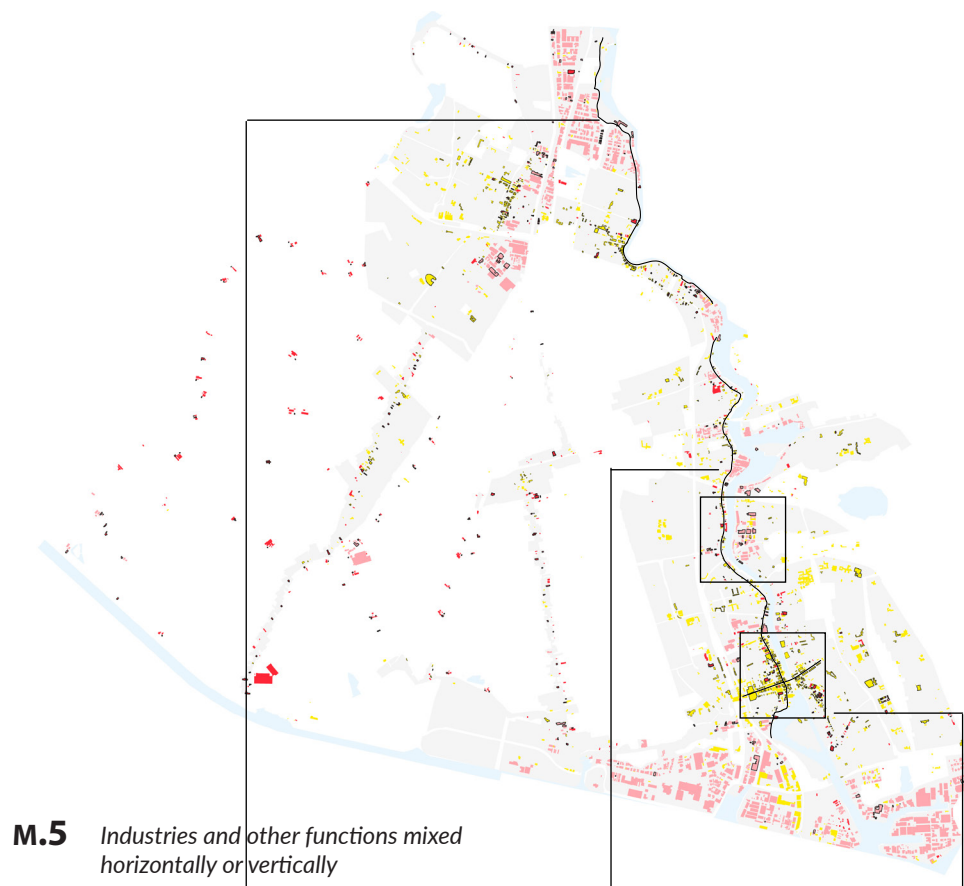 M.5 Industries and other functions mixed
horizontally or vertically